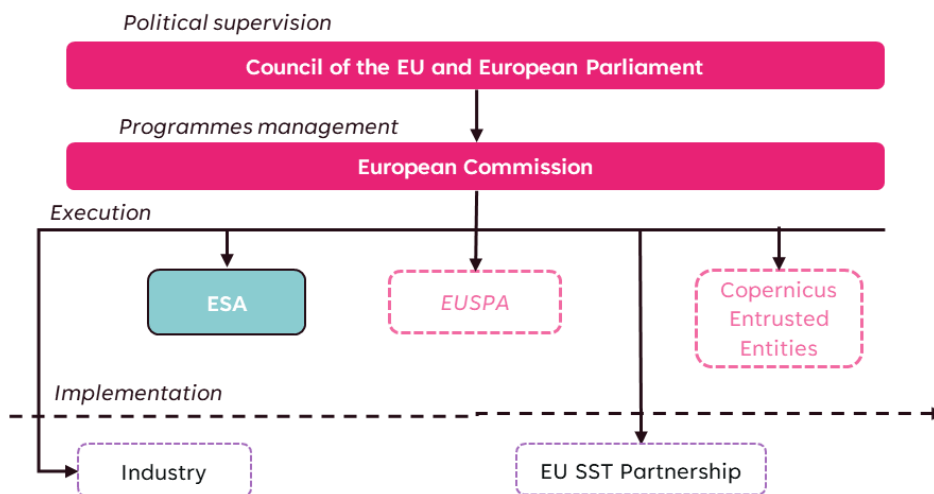 Political supervision
Council of the EU and European Parliament
Programmes management
European Commission
Execution
ESA
EUSPA
Copernicus
Entrusted
Entities
Implementation
Industry
EU SST Partnership